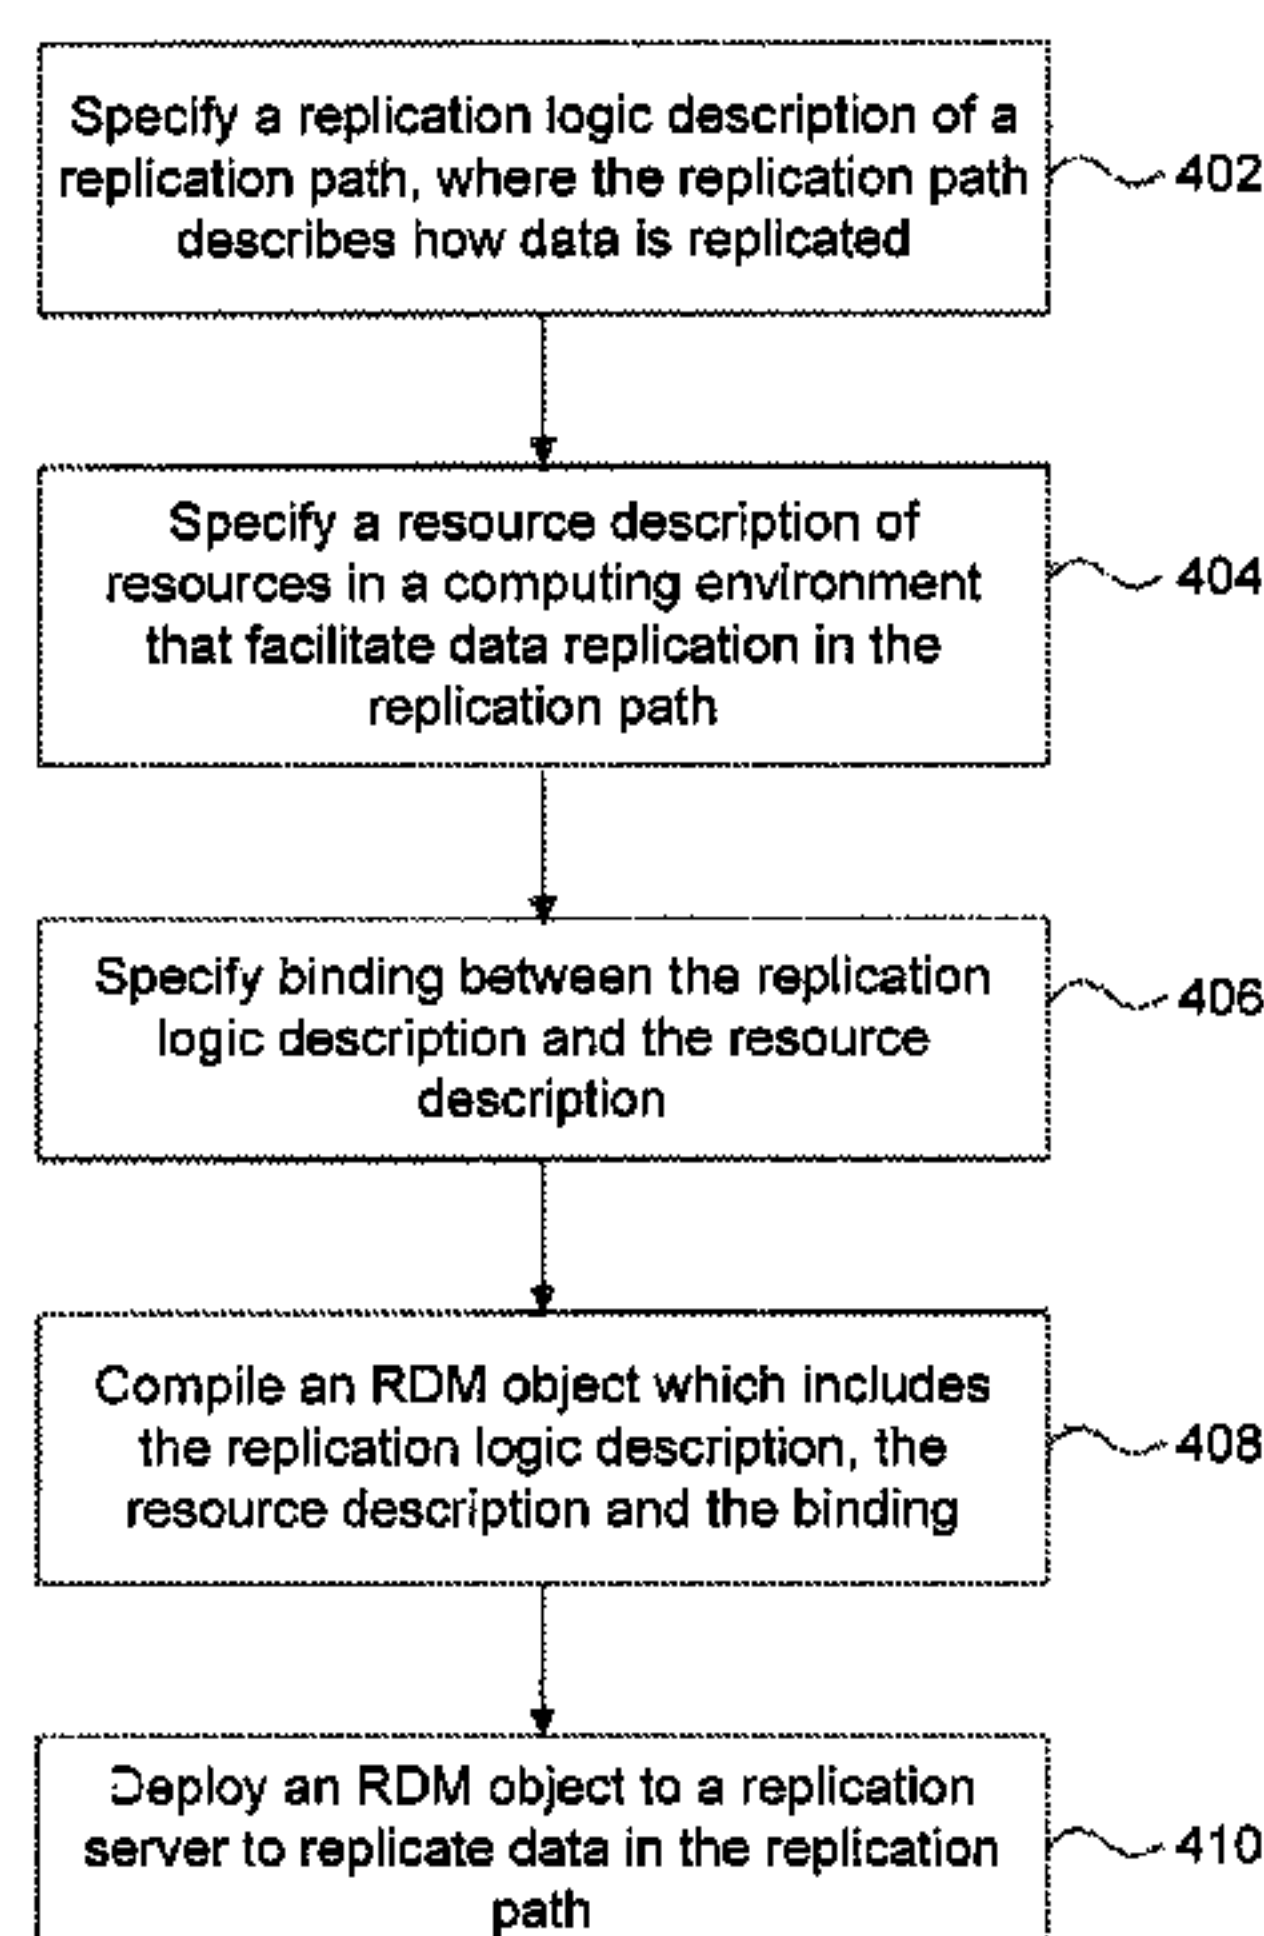 Specify a replication logic description of a
replication path, where the replication path
describes how data is replicated
402
Specify a resource description of
resources in a computing environment
that facilitate data replication in the
replication path
404
Specify binding between the replication
logic description and the resource
description
406
Compile an RDM object which includes
the replication logic description, the
resource description and the binding
408
Deploy an RDM object to a replication
server to replicate data in the replication
path
410